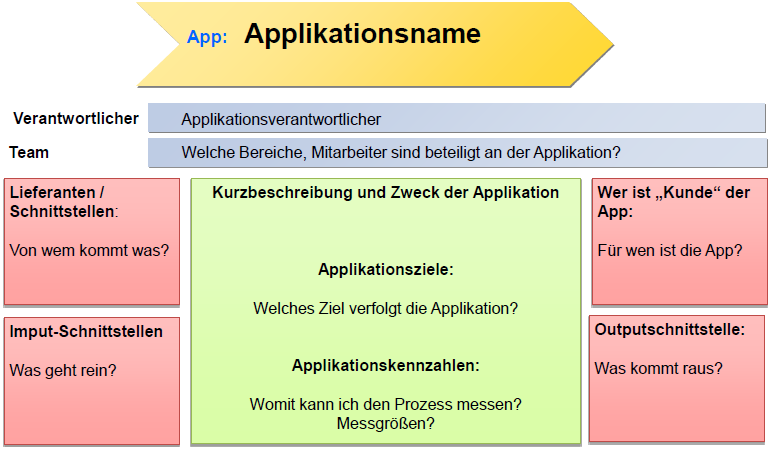 App: Applikationsname
Verantwortlicher
Applikationsverantwortlicher
Team
Welche Bereiche, Mitarbeiter sind beteiligt an der Applikation?
Lieferanten /
Schnittstellen:
Von wem kommt was?
Kurzbeschreibung und Zweck der Applikation
Applikationsziele:
Welches Ziel verfolgt die Applikation?
Applikationskennzahlen:
Womit kann ich den Prozess messen?
Messgrößen?
Wer ist „Kunde“ der
App:
Für wen ist die App?
Imput-Schnittstellen
Was geht rein?
Outputschnittstelle:
Was kommt raus?